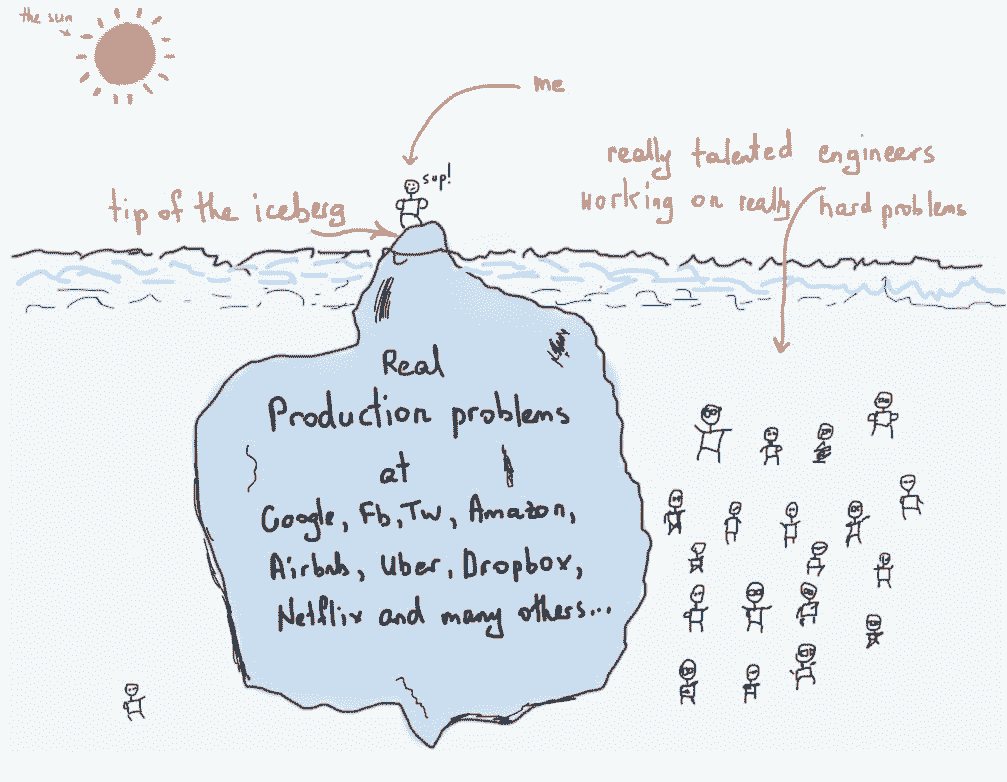 the sun
me
sup!
tip of the iceberg
really talented engineers
working on really hard problems
Real
Production problems
at
Google, Fb, Tw, Amazon,
Airbnb, Uber, Dropbox,
Netflix and many others...